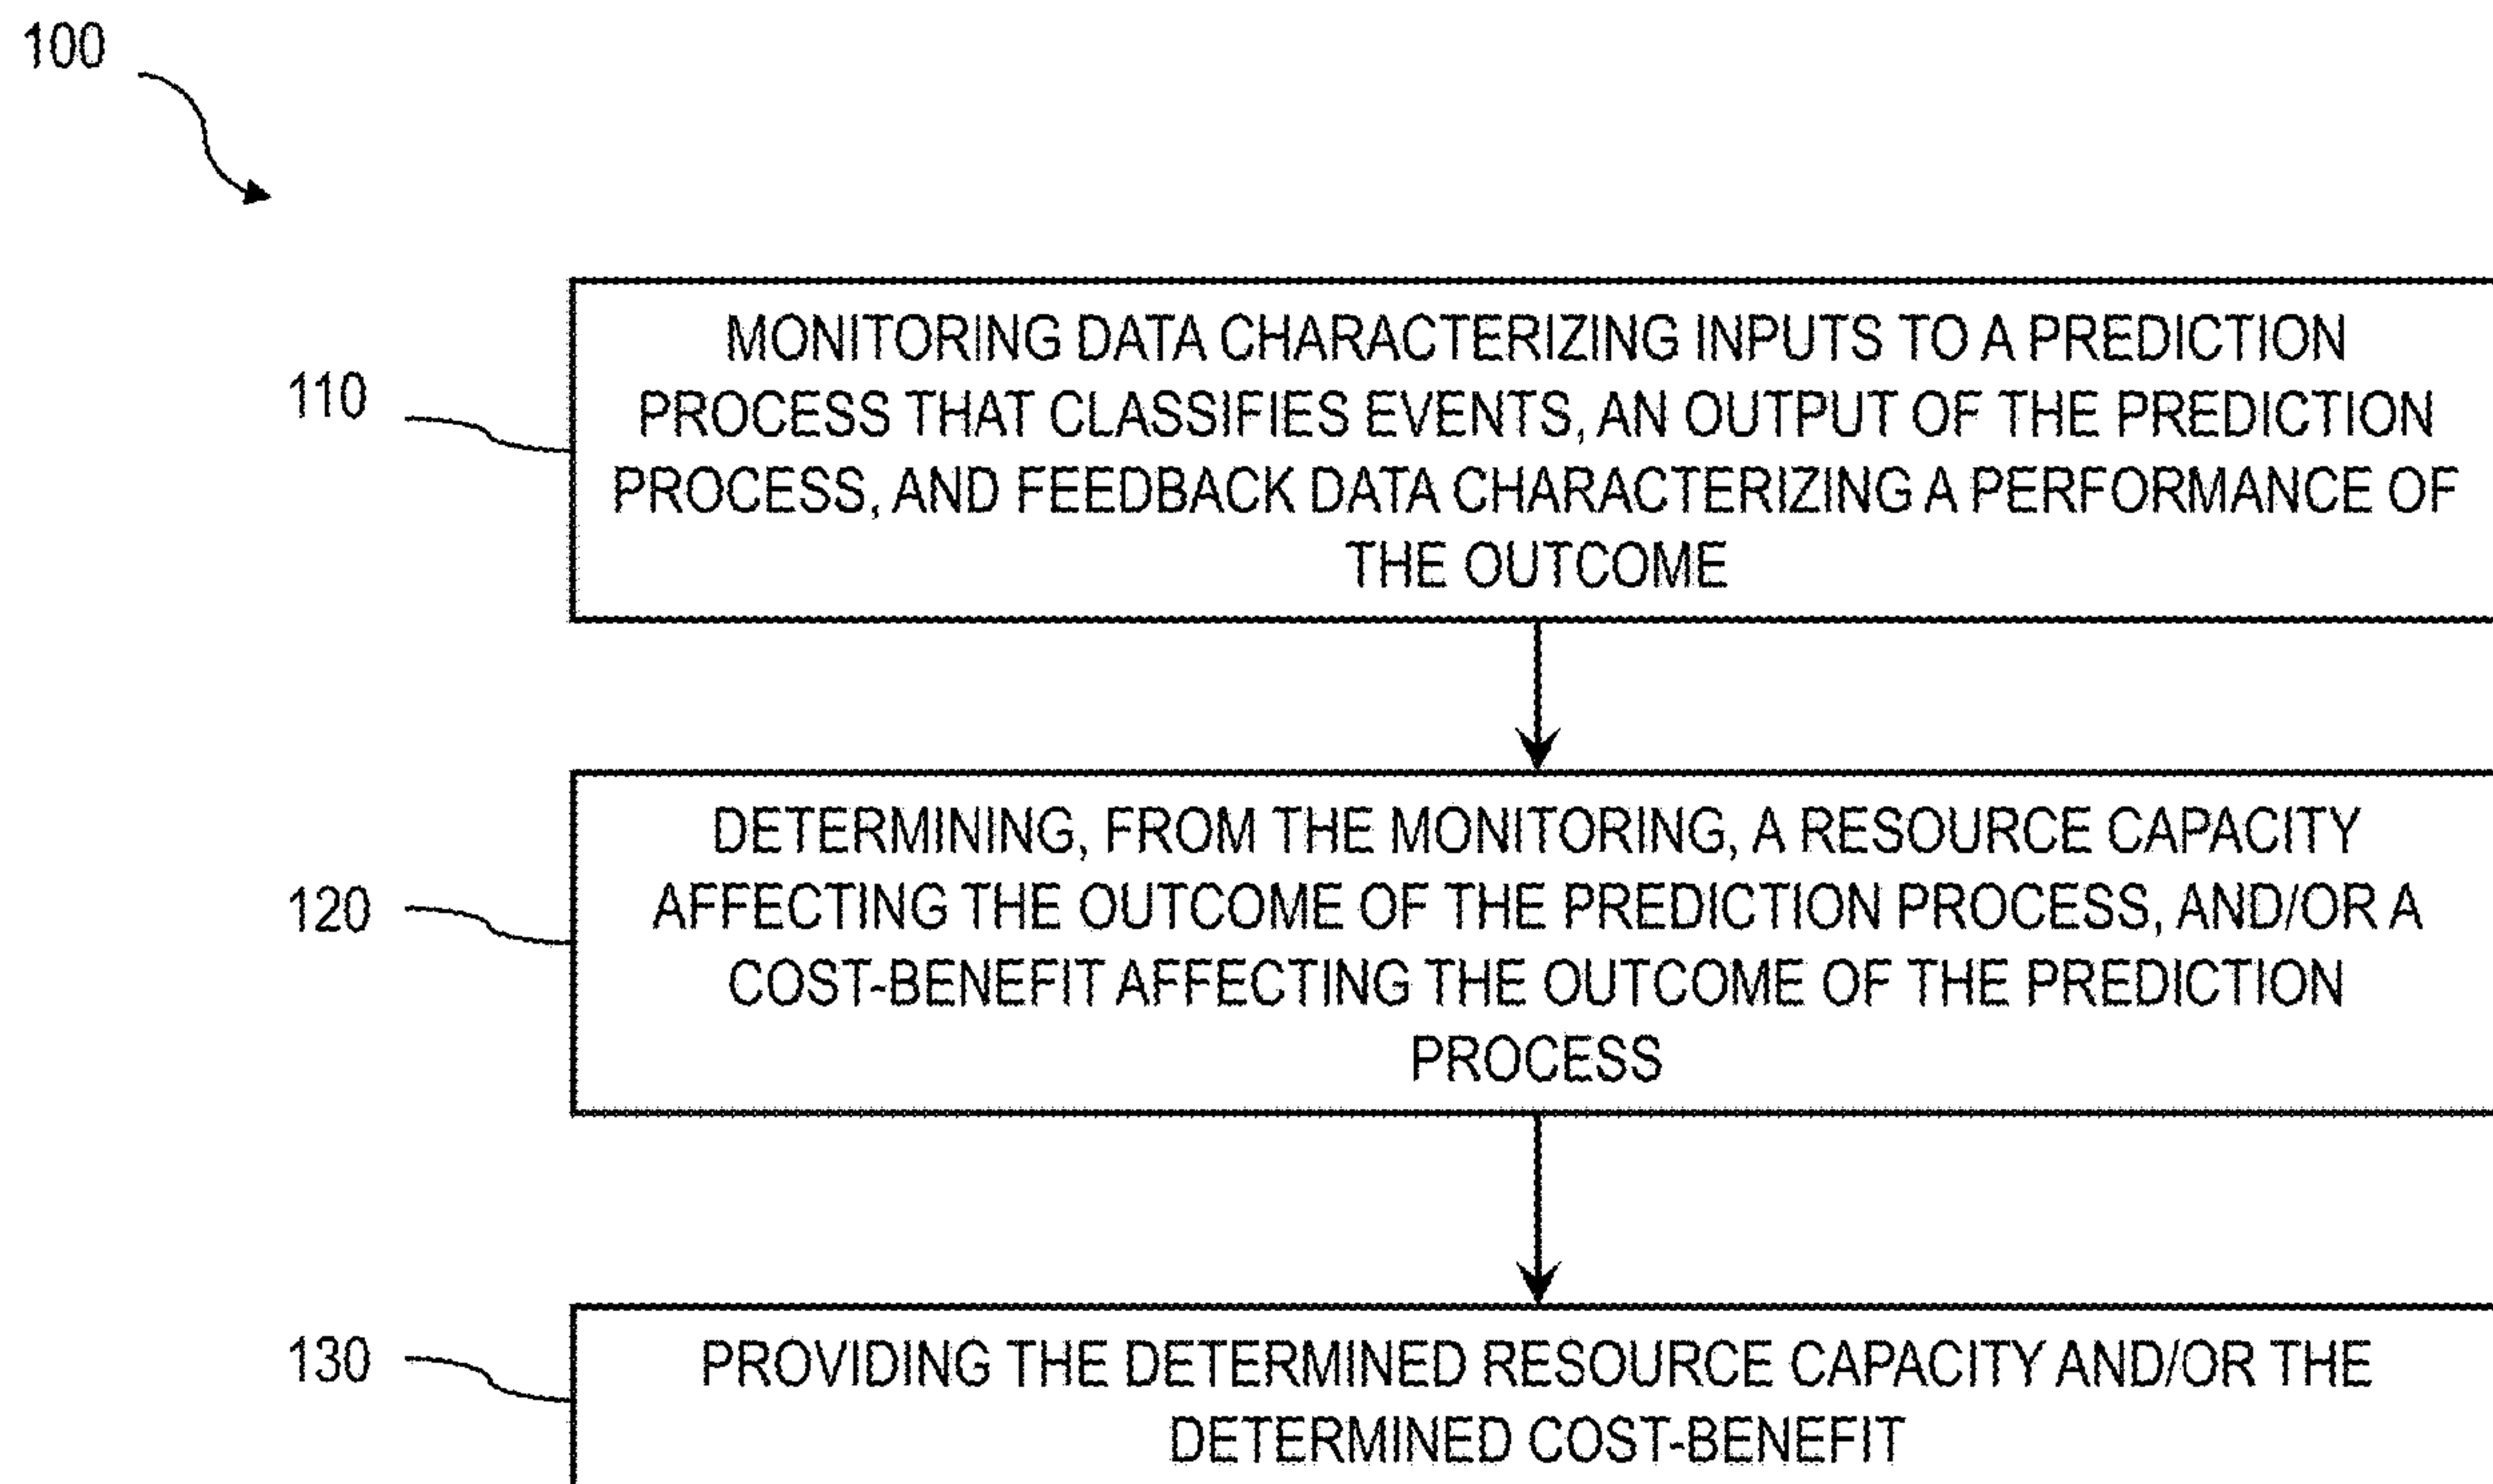 100
110
MONITORING DATA CHARACTERIZING INPUTS TO A PREDICTION
PROCESS THAT CLASSIFIES EVENTS, AN OUTPUT OF THE PREDICTION
PROCESS, AND FEEDBACK DATA CHARACTERIZING A PERFORMANCE OF
THE OUTCOME
120
DETERMINING, FROM THE MONITORING, A RESOURCE CAPACITY
AFFECTING THE OUTCOME OF THE PREDICTION PROCESS, AND/OR A
COST-BENEFIT AFFECTING THE OUTCOME OF THE PREDICTION
PROCESS
130
PROVIDING THE DETERMINED RESOURCE CAPACITY AND/OR THE
DETERMINED COST-BENEFIT